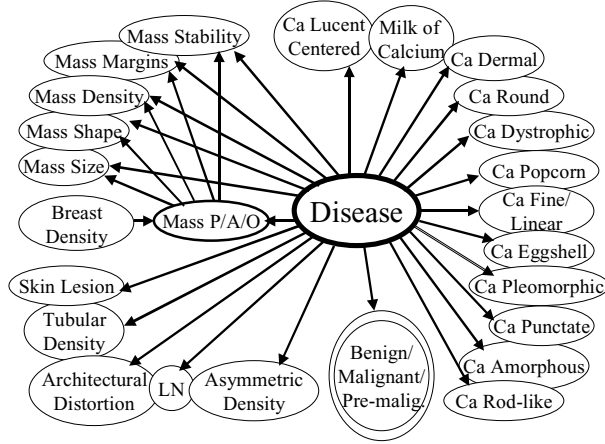 Mass Stability
Ca Lucent
Centered
Milk of
Calcium
Mass Margins
Ca Dermal
Mass Density
Ca Round
Mass Shape
Ca Dystrophic
Mass Size
Ca Popcorn
Breast
Density
Mass P/A/O
Disease
Ca Fine/
Linear
Ca Eggshell
Skin Lesion
Ca Pleomorphic
Tubular
Density
Ca Punctate
Architectural
Distortion
LN
Asymmetric
Density
Benign/
Malignant/
Pre-malig.
Ca Amorphous
Ca Rod-like